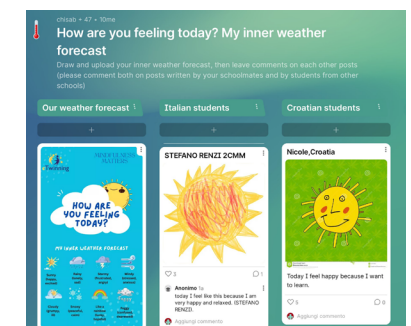 chisab + 47 • 10me
How are you feeling today? My inner weather
forecast
Draw and upload your inner weather forecast, then leave comments on each other posts
(please comment both on posts written by your schoolmates and by students from other
schools)
Our weather forecast
Italian students
Croatian students
eTwinning
MINDFULNESS
MATTERS
HOW ARE
YOU FEELING
TODAY?
MY INNER WEATHER FORECAST
STEFANO RENZI 2CMM
3
1
Anonimo 1a
today I feel like this because I am
very happy and relaxed. (STEFANO
RENZI).
Aggiungi commento
Nicole,Croatia
Today I feel happy because I want
to learn.
5
0
Aggiungi commento